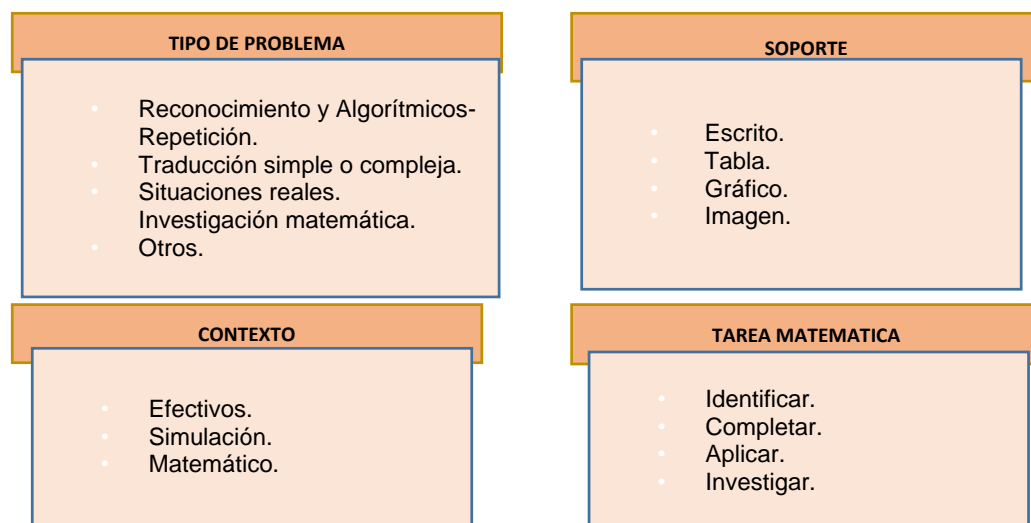 TIPO DE PROBLEMA
• Reconocimiento y Algorítmicos-
Repetición.
• Traducción simple o compleja.
• Situaciones reales.
Investigación matemática.
• Otros.
SOPORTE
• Escrito.
• Tabla.
• Gráfico.
• Imagen.
CONTEXTO
• Efectivos.
• Simulación.
• Matemático.
TAREA MATEMATICA
• Identificar.
• Completar.
• Aplicar.
• Investigar.